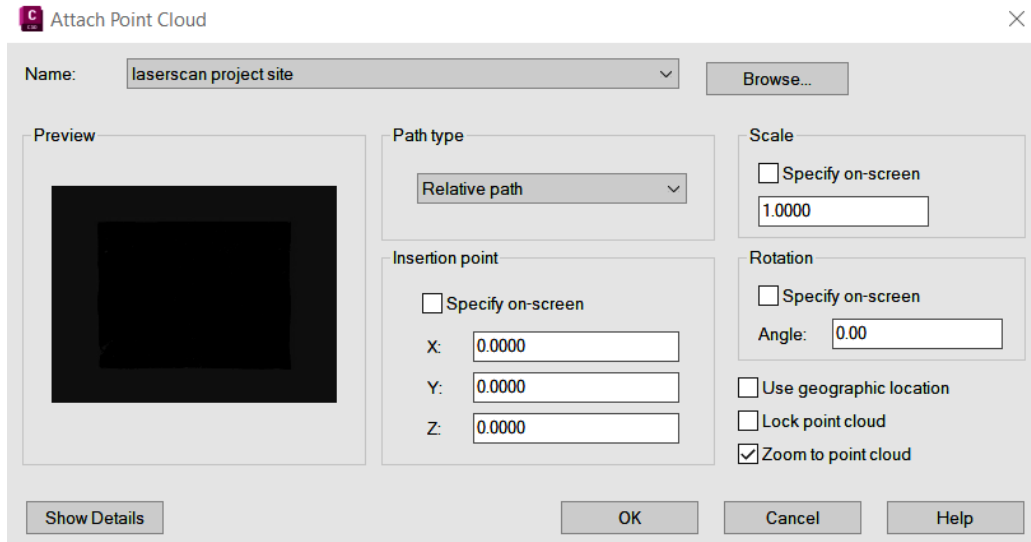 C
C3D
Attach Point Cloud
Name:
laserscan project site
Browse...
Preview
Path type
Relative path
Scale
Specify on-screen
1.0000
Insertion point
Specify on-screen
X:
0.0000
Y:
0.0000
Z:
0.0000
Rotation
Specify on-screen
Angle:
0.00
Use geographic location
Lock point cloud
Zoom to point cloud
Show Details
OK
Cancel
Help